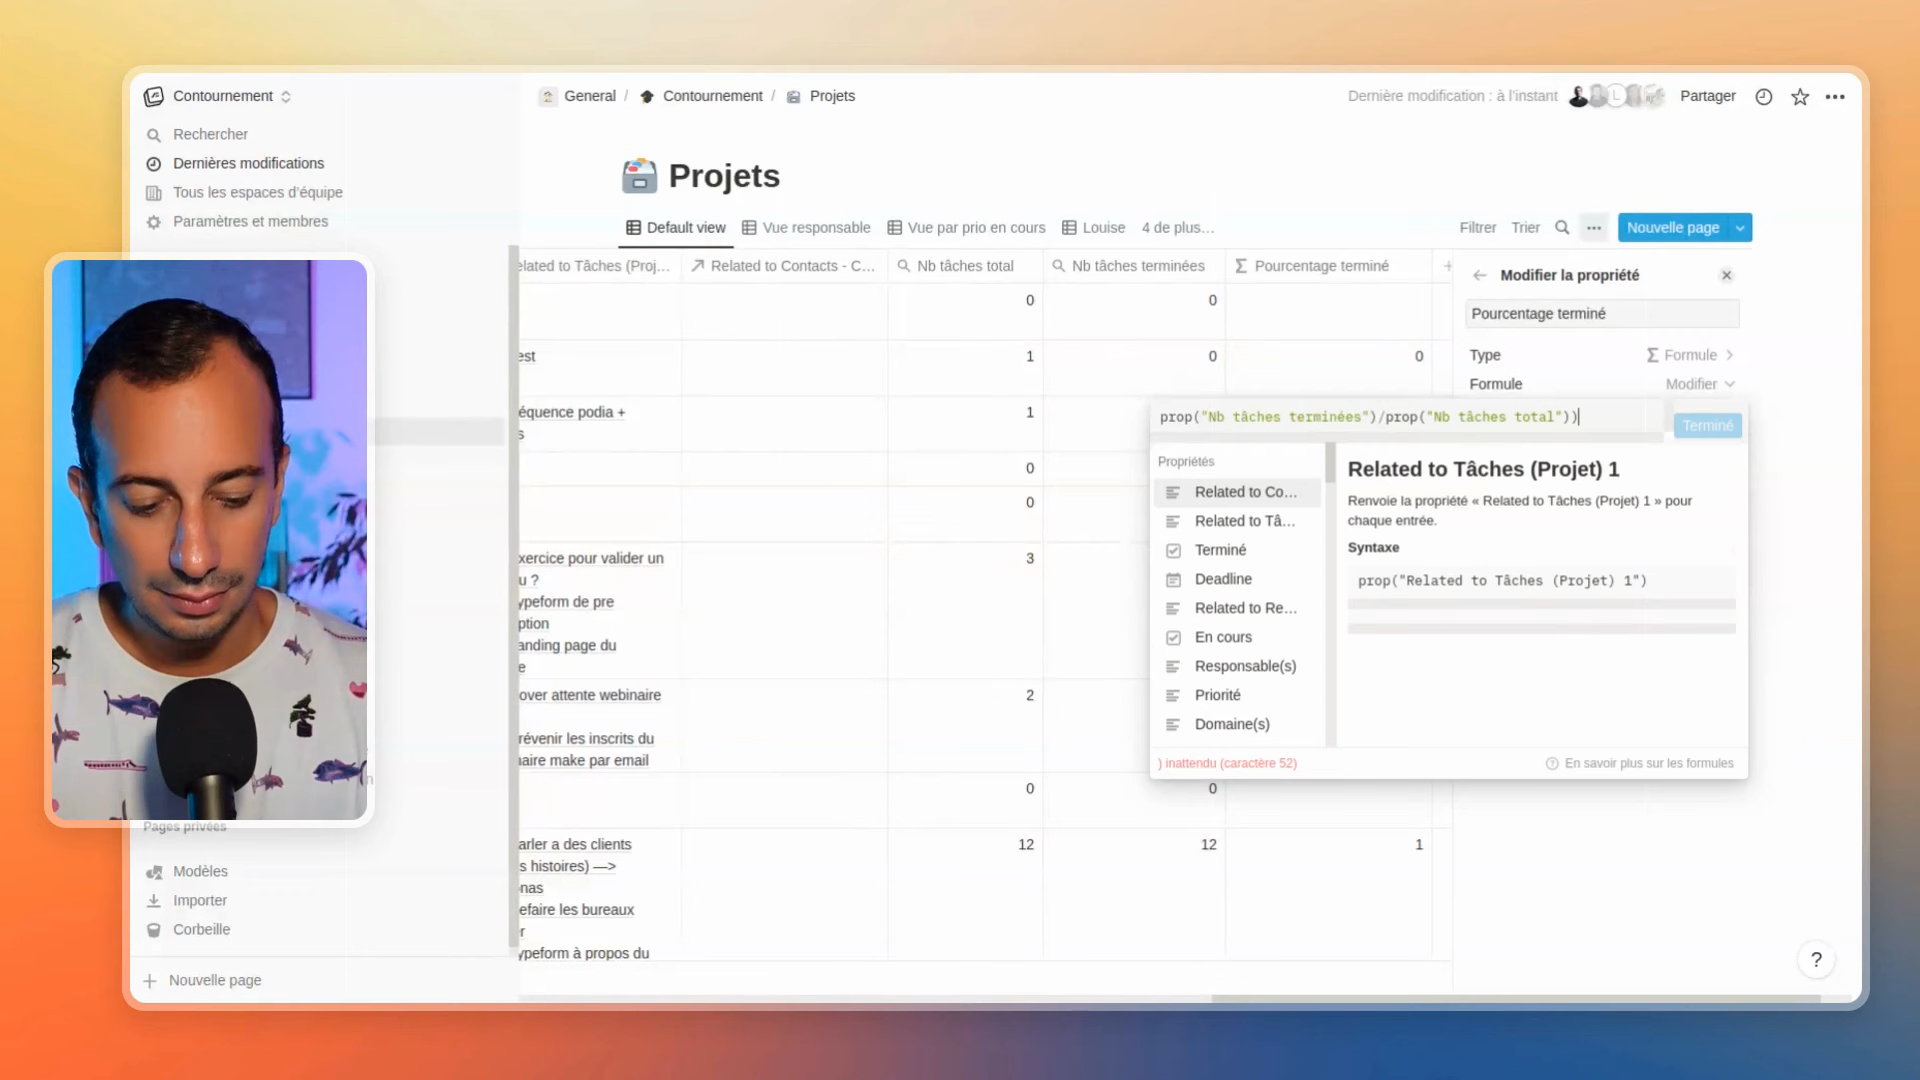 Contournement
General / Contournement / Projets
Dernière modification : à l'instant
L
Partager
Rechercher
Dernières modifications
Tous les espaces d'équipe
Paramètres et membres
Projets
Default view
Vue responsable
Vue par prio en cours
Louise
4 de plus...
Filtrer
Trier
Nouvelle page
elated to Tâches (Proj...
Related to Contacts - C...
Nb tâches total
Nb tâches terminées
Pourcentage terminé
Modifier la propriété
Pourcentage terminé
Type
Formule
Formule
Modifier
0 0
est 1 0 0
équence podia + 1
s
0
0
xercice pour valider un 3
u ?
ypeform de pre
ption
anding page du
e
over attente webinaire 2
révenir les inscrits du
naire make par email
0 0
arler a des clients 12 12 1
s histoires) —>
onas
efaire les bureaux
er
ypeform à propos du
prop("Nb tâches terminées")/prop("Nb tâches total"))
Terminé
Propriétés
Related to Co...
Related to Tâ...
Terminé
Deadline
Related to Re...
En cours
Responsable(s)
Priorité
Domaine(s)
Related to Tâches (Projet) 1
Renvoie la propriété « Related to Tâches (Projet) 1 » pour
chaque entrée.
Syntaxe
prop("Related to Tâches (Projet) 1")
) inattendu (caractère 52)
En savoir plus sur les formules
Pages privées
Modèles
Importer
Corbeille
Nouvelle page
?